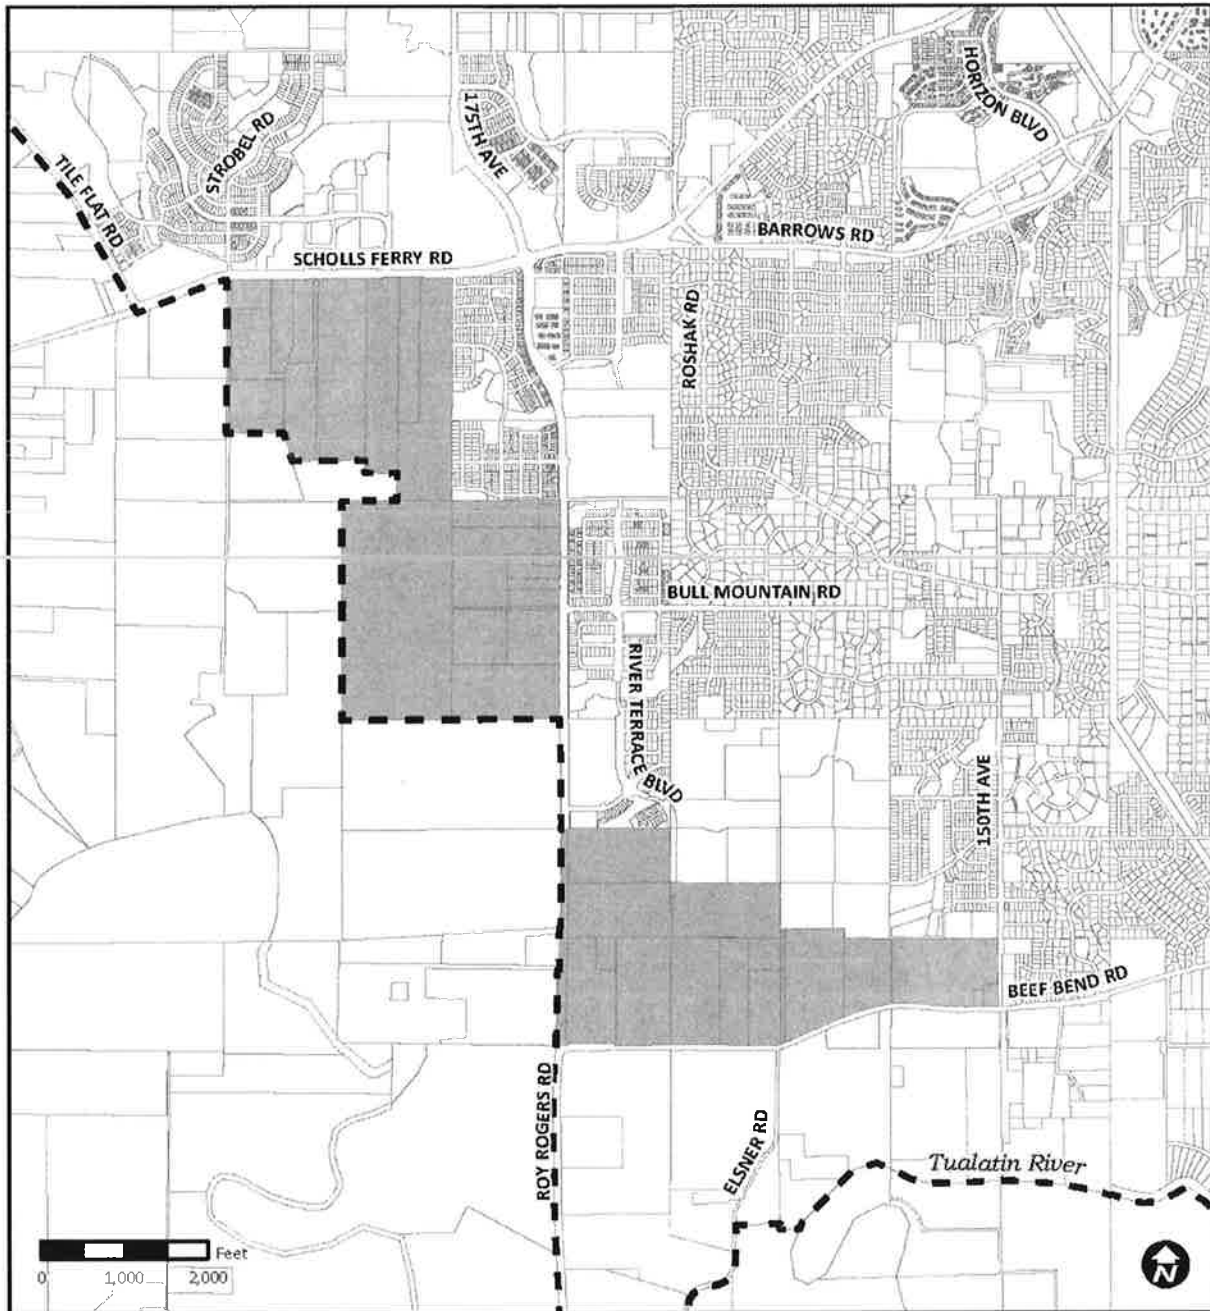 HORIZON BLVD
175TH AVE
STROBEL RD
TILE FLAT RD
BARROWS RD
SCHOLLS FERRY RD
ROSHAK RD
BULL MOUNTAIN RD
RIVER TERRACE BLVD
150TH AVE
BEEF BEND RD
ROY ROGERS RD
ELSNER RD
Tualatin River
Feet
0 1,000 2,000
N